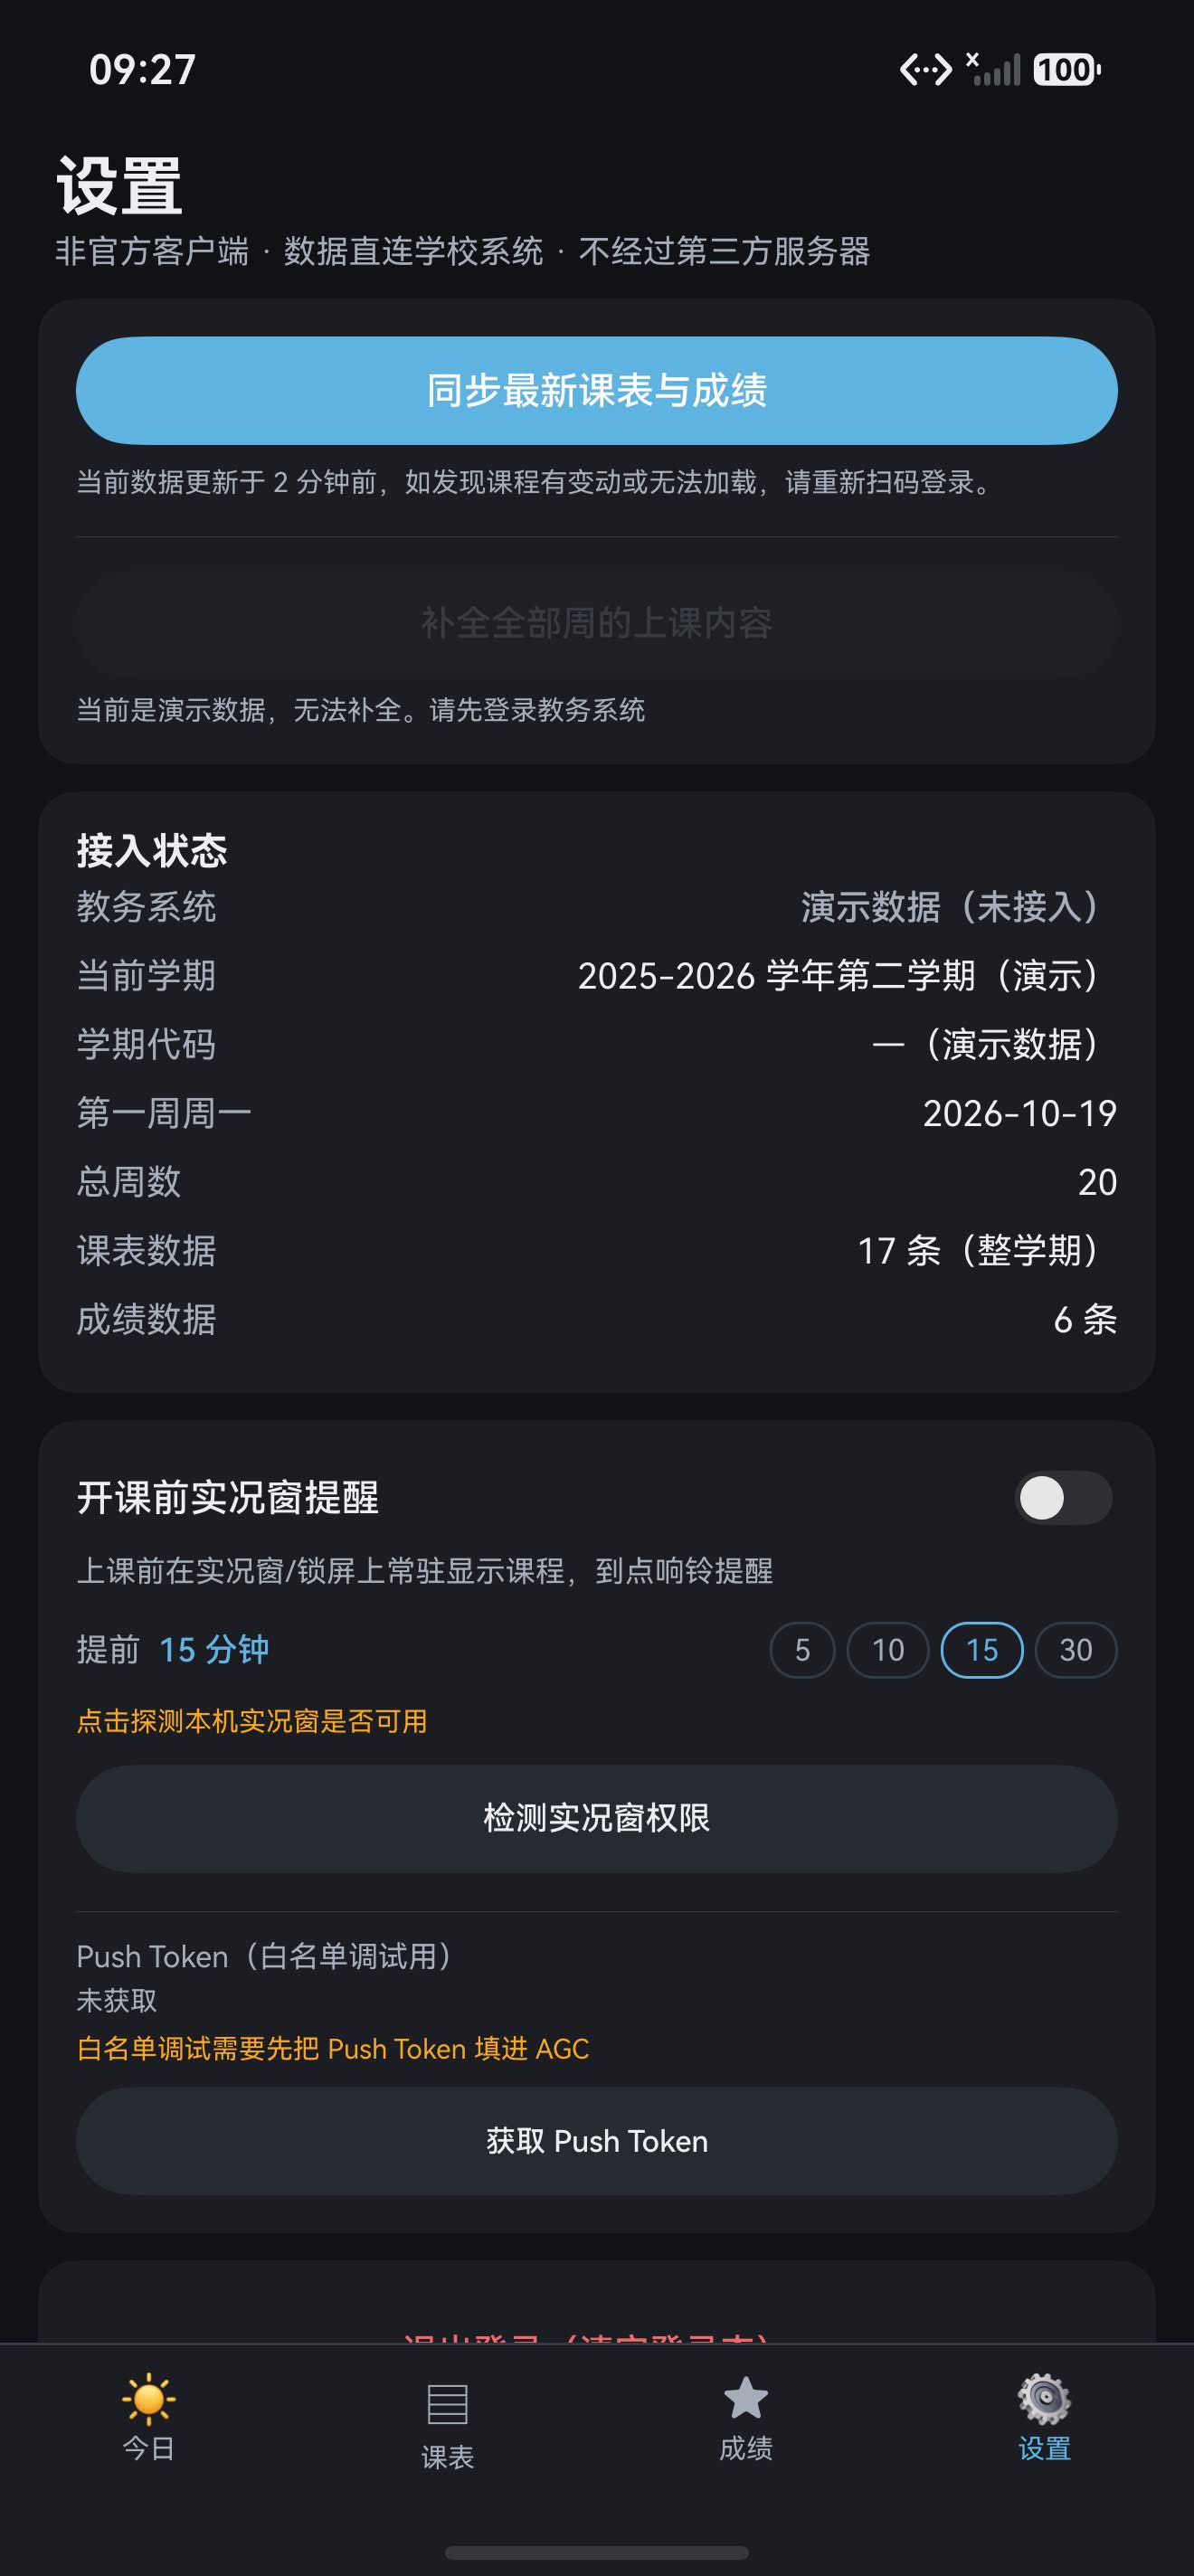 09:27
100
设置
非官方客户端 · 数据直连学校系统 · 不经过第三方服务器
同步最新课表与成绩
当前数据更新于 2 分钟前，如发现课程有变动或无法加载，请重新扫码登录。
补全全部周的上课内容
当前是演示数据，无法补全。请先登录教务系统
接入状态
教务系统 演示数据（未接入）
当前学期 2025-2026 学年第二学期（演示）
学期代码 —（演示数据）
第一周周一 2026-10-19
总周数 20
课表数据 17 条（整学期）
成绩数据 6 条
开课前实况窗提醒
上课前在实况窗/锁屏上常驻显示课程，到点响铃提醒
提前 15 分钟 5 10 15 30
点击探测本机实况窗是否可用
检测实况窗权限
Push Token（白名单调试用）
未获取
白名单调试需要先把 Push Token 填进 AGC
获取 Push Token
今日 课表 成绩 设置